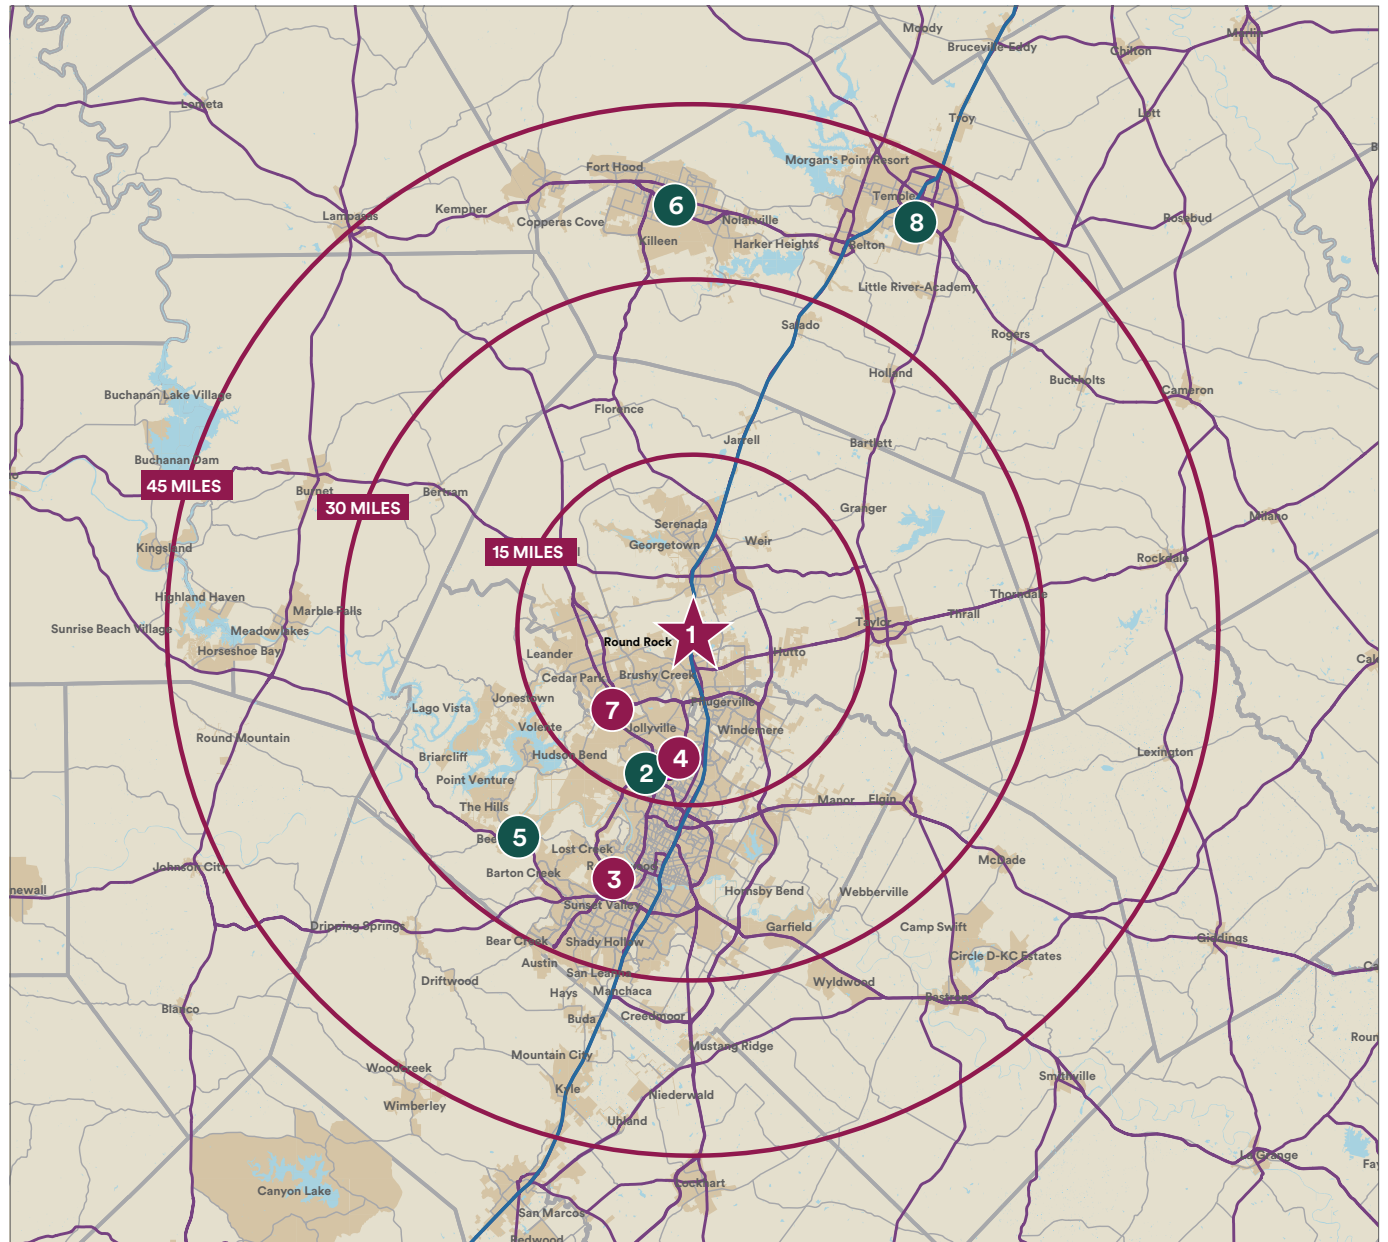 Moody
Bruceville-Eddy
Chilton
Marlin
Lometa
Lott
Troy
Morgan's Point Resort
Fort Hood
Temple
Kempner
Lampasas
Copperas Cove
6
Nolanville
8
Rosebud
Killeen
Harker Heights
Belton
Little River-Academy
Salado
Rogers
Holland
Buckholts
Cameron
Buchanan Lake Village
Florence
Jarrell
Bartlett
Buchanan Dam
45 MILES
Burnet
Bertram
30 MILES
Granger
Serenada
Milano
Georgetown
Weir
Kingsland
15 MILES
Rockdale
Highland Haven
Thorndale
Marble Falls
Thrall
Taylor
Sunrise Beach Village
Meadowlakes
1
Round Rock
Horseshoe Bay
Leander
Hutto
Cedar Park
Brushy Creek
Jonestown
Pflugerville
Lago Vista
7
Volente
Jollyville
Windemere
Round Mountain
Briarcliff
Hudson Bend
4
Lexington
Point Venture
2
The Hills
Manor
Elgin
5
Lost Creek
McDade
Johnson City
Barton Creek
3
Hornsby Bend
Webberville
Sunset Valley
Dripping Springs
Garfield
Camp Swift
Bear Creek
Shady Hollow
Giddings
Circle D-KC Estates
Austin
San Leanna
Driftwood
Wyldwood
Hays
Manchaca
Bastrop
Blanco
Buda
Creedmoor
Mustang Ridge
Mountain City
Woodcreek
Smithville
Kyle
Niederwald
Wimberley
Uhland
La Grange
Canyon Lake
Lockhart
San Marcos
Redwood